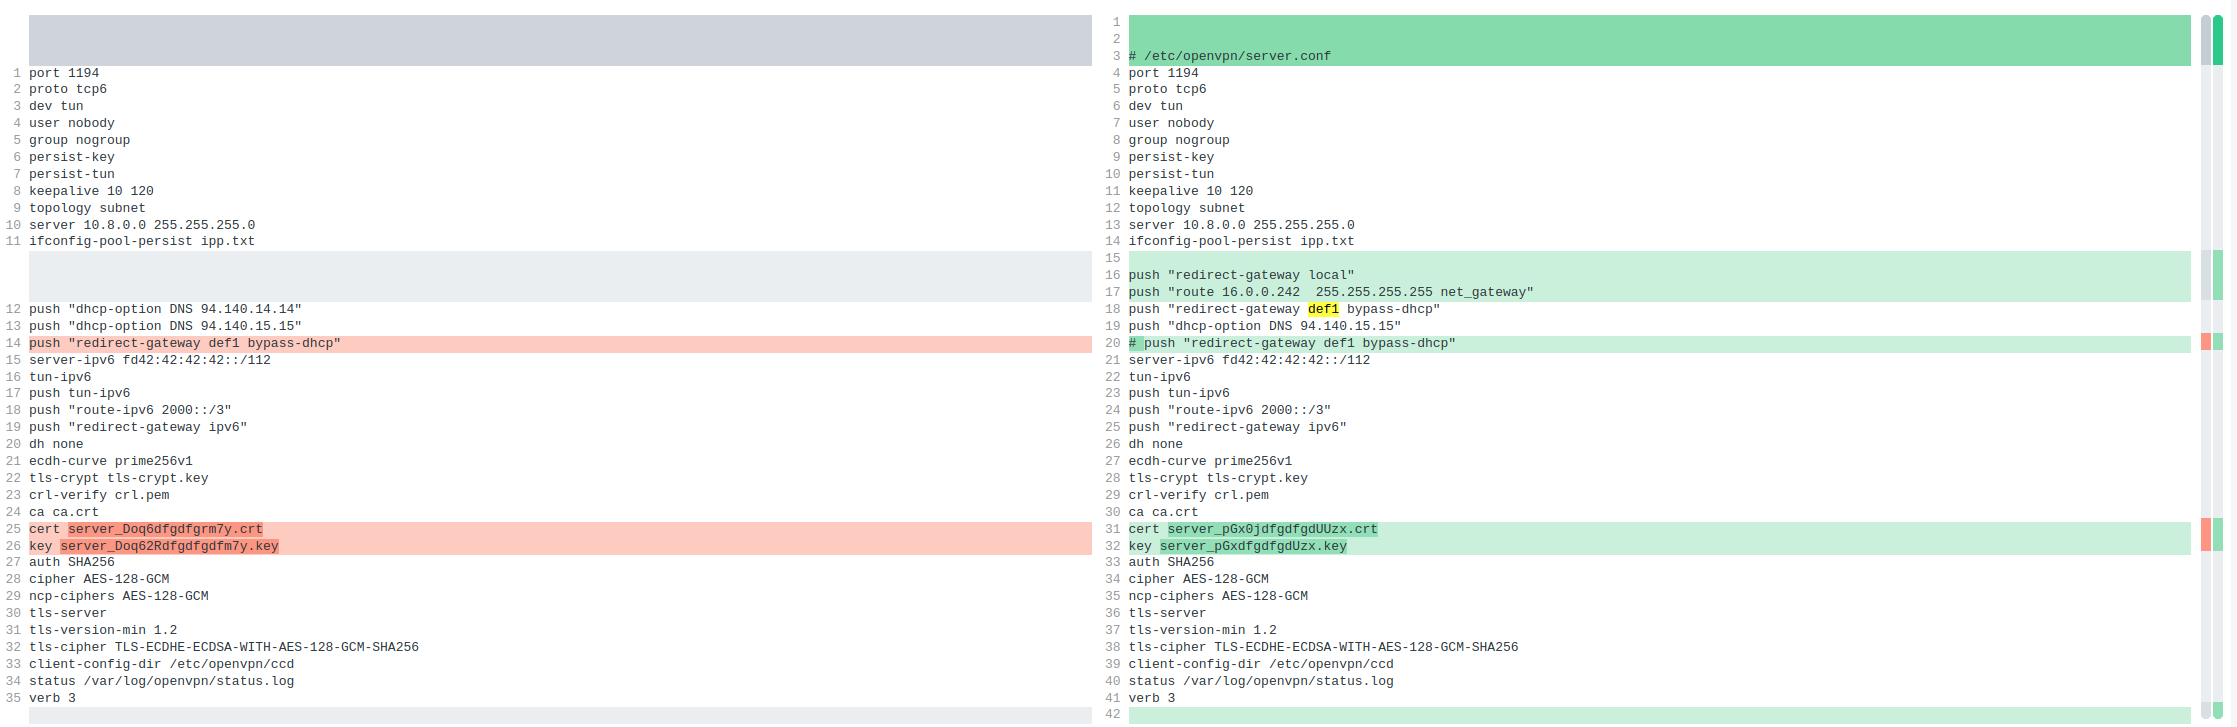 1 port 1194
2 proto tcp6
3 dev tun
4 user nobody
5 group nogroup
6 persist-key
7 persist-tun
8 keepalive 10 120
9 topology subnet
10 server 10.8.0.0 255.255.255.0
11 ifconfig-pool-persist ipp.txt
12 push "dhcp-option DNS 94.140.14.14"
13 push "dhcp-option DNS 94.140.15.15"
14 push "redirect-gateway def1 bypass-dhcp"
15 server-ipv6 fd42:42:42:42::/112
16 tun-ipv6
17 push tun-ipv6
18 push "route-ipv6 2000::/3"
19 push "redirect-gateway ipv6"
20 dh none
21 ecdh-curve prime256v1
22 tls-crypt tls-crypt.key
23 crl-verify crl.pem
24 ca ca.crt
25 cert server_Doq6dfgdfgrm7y.crt
26 key server_Doq62Rdfgfgdfm7y.key
27 auth SHA256
28 cipher AES-128-GCM
29 ncp-ciphers AES-128-GCM
30 tls-server
31 tls-version-min 1.2
32 tls-cipher TLS-ECDHE-ECDSA-WITH-AES-128-GCM-SHA256
33 client-config-dir /etc/openvpn/ccd
34 status /var/log/openvpn/status.log
35 verb 3
1
2
3 # /etc/openvpn/server.conf
4 port 1194
5 proto tcp6
6 dev tun
7 user nobody
8 group nogroup
9 persist-key
10 persist-tun
11 keepalive 10 120
12 topology subnet
13 server 10.8.0.0 255.255.255.0
14 ifconfig-pool-persist ipp.txt
15
16 push "redirect-gateway local"
17 push "route 16.0.0.242  255.255.255.255 net_gateway"
18 push "redirect-gateway def1 bypass-dhcp"
19 push "dhcp-option DNS 94.140.15.15"
20 # push "redirect-gateway def1 bypass-dhcp"
21 server-ipv6 fd42:42:42:42::/112
22 tun-ipv6
23 push tun-ipv6
24 push "route-ipv6 2000::/3"
25 push "redirect-gateway ipv6"
26 dh none
27 ecdh-curve prime256v1
28 tls-crypt tls-crypt.key
29 crl-verify crl.pem
30 ca ca.crt
31 cert server_pGx0jdfgdfgdUUzx.crt
32 key server_pGxdfgdfgdUzx.key
33 auth SHA256
34 cipher AES-128-GCM
35 ncp-ciphers AES-128-GCM
36 tls-server
37 tls-version-min 1.2
38 tls-cipher TLS-ECDHE-ECDSA-WITH-AES-128-GCM-SHA256
39 client-config-dir /etc/openvpn/ccd
40 status /var/log/openvpn/status.log
41 verb 3
42